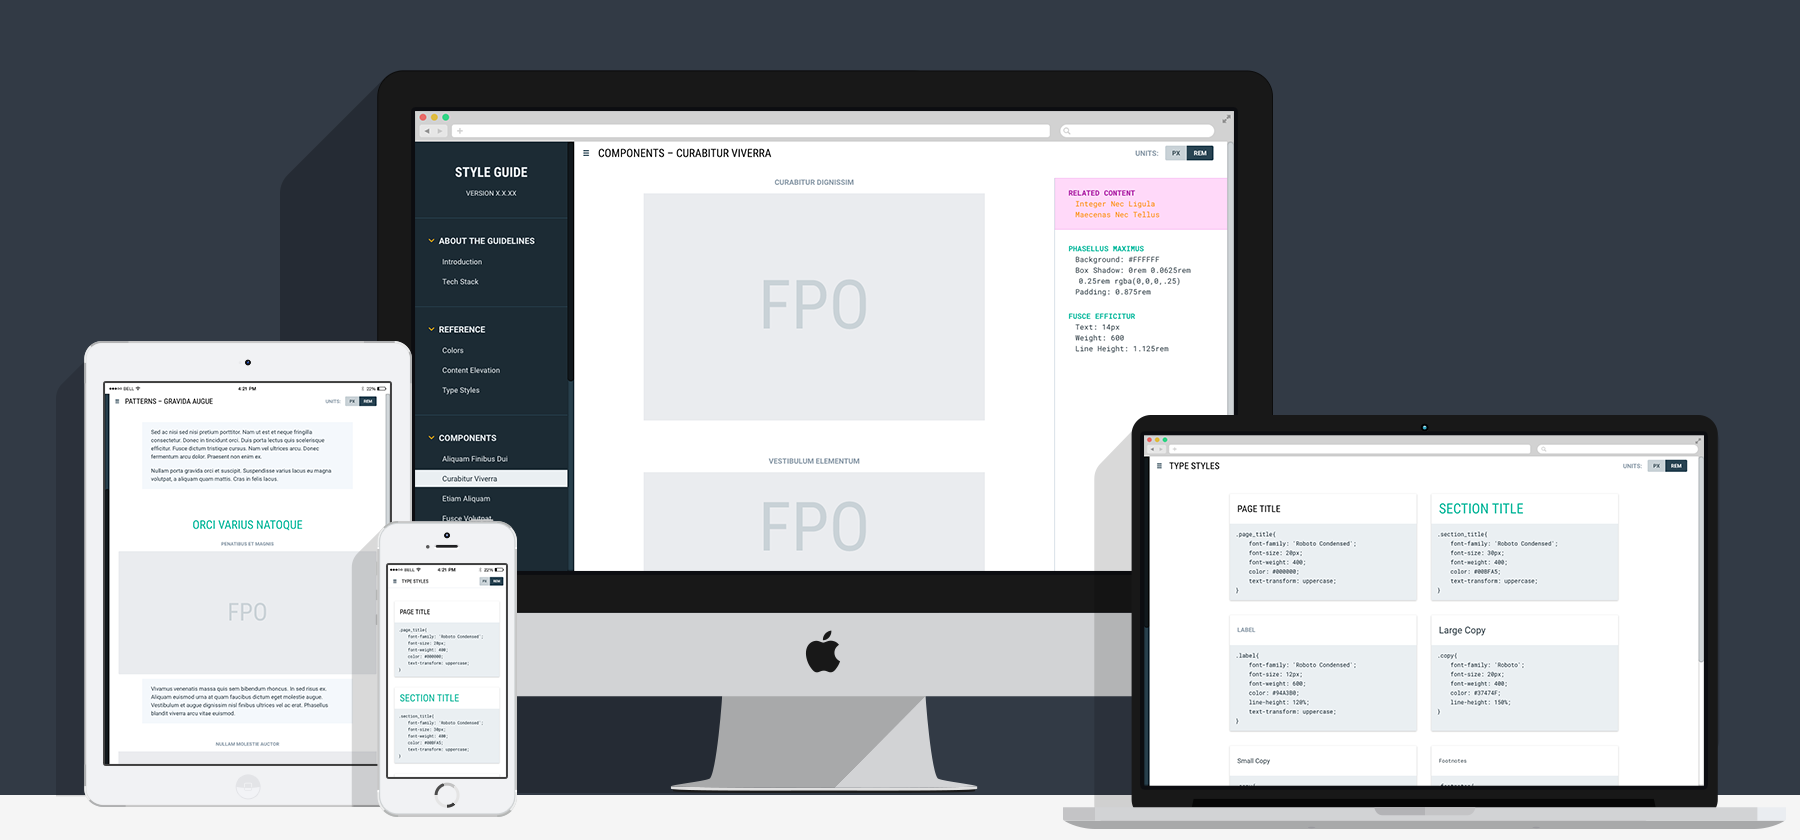 STYLE GUIDE
VERSION X.X.XX
ABOUT THE GUIDELINES
Introduction
Tech Stack
REFERENCE
Colors
Content Elevation
Type Styles
COMPONENTS
Aliquam Finibus Dui
Curabitur Viverra
Etiam Aliquam
Fusce Volutpat
COMPONENTS – CURABITUR VIVERRA
UNITS: PX REM
CURABITUR DIGNISSIM
FPO
VESTIBULUM ELEMENTUM
FPO
RELATED CONTENT
Integer Nec Ligula
Maecenas Nec Tellus
PHASELLUS MAXIMUS
Background: #FFFFFF
Box Shadow: 0rem 0.0625rem
0.25rem rgba(0,0,0,.25)
Padding: 0.875rem
FUSCE EFFICITUR
Text: 14px
Weight: 600
Line Height: 1.125rem
BELL 4:21 PM 22%
PATTERNS – GRAVIDA AUGUE
UNITS: PX REM
Sed ac nisi sed nisi pretium porttitor. Nam ut est et neque fringilla
consectetur. Donec in tincidunt orci. Duis porta lectus quis scelerisque
efficitur. Fusce dictum tristique cursus. Nam vel ultrices arcu. Donec
fermentum arcu dolor. Praesent non enim ex.
Nullam porta gravida orci et suscipit. Suspendisse varius lacus eu magna
volutpat, a aliquam quam mattis. Cras in felis lacus.
ORCI VARIUS NATOQUE
PENATIBUS ET MAGNIS
FPO
Vivamus venenatis massa quis sem bibendum rhoncus. In sed risus ex.
Aliquam euismod urna at quam faucibus dictum eget molestie augue.
Vestibulum et augue dignissim nisl finibus ultrices vel ac erat. Phasellus
blandit viverra arcu vitae euismod.
NULLAM MOLESTIE AUCTOR
BELL 4:21 PM 22%
TYPE STYLES
PX REM
PAGE TITLE
.page_title{
font-family: 'Roboto Condensed';
font-size: 20px;
font-weight: 400;
color: #000000;
text-transform: uppercase;
}
SECTION TITLE
.section_title{
font-family: 'Roboto Condensed';
font-size: 30px;
font-weight: 400;
color: #00BFA5;
text-transform: uppercase;
}
TYPE STYLES
UNITS: PX REM
PAGE TITLE
.page_title{
font-family: 'Roboto Condensed';
font-size: 20px;
font-weight: 400;
color: #000000;
text-transform: uppercase;
}
SECTION TITLE
.section_title{
font-family: 'Roboto Condensed';
font-size: 30px;
font-weight: 400;
color: #00BFA5;
text-transform: uppercase;
}
LABEL
.label{
font-family: 'Roboto Condensed';
font-size: 12px;
font-weight: 600;
color: #94A3B0;
line-height: 120%;
text-transform: uppercase;
}
Large Copy
.copy{
font-family: 'Roboto';
font-size: 20px;
font-weight: 400;
color: #37474F;
line-height: 150%;
}
Small Copy
Footnotes